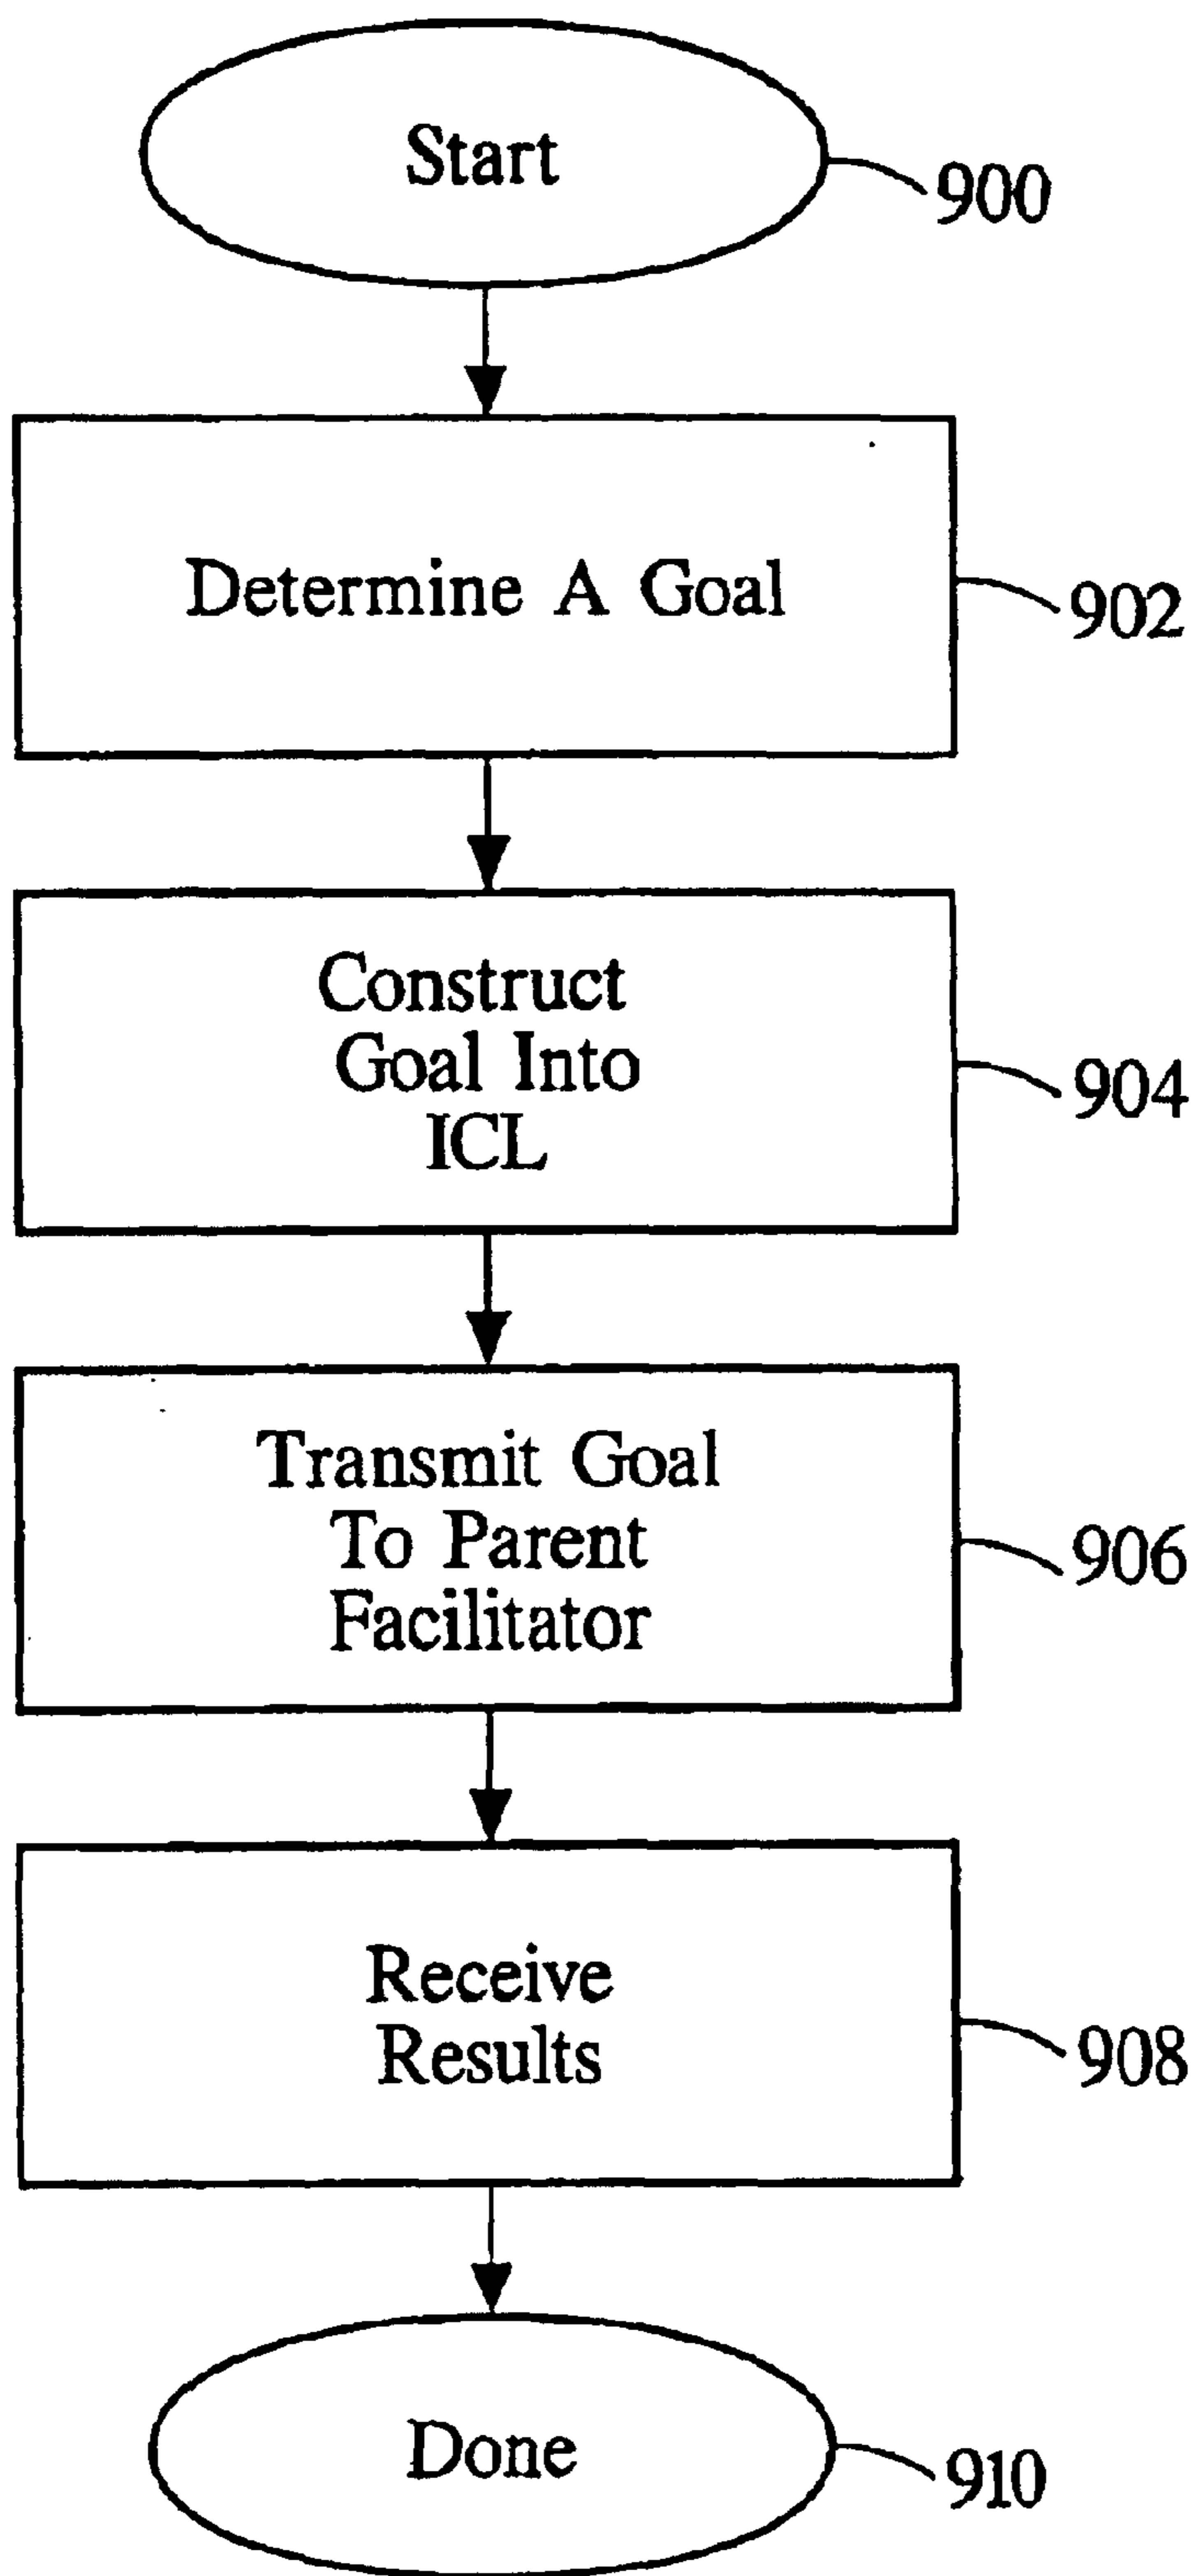 Start
900
Determine A Goal
902
Construct
Goal Into
ICL
904
Transmit Goal
To Parent
Facilitator
906
Receive
Results
908
Done
910